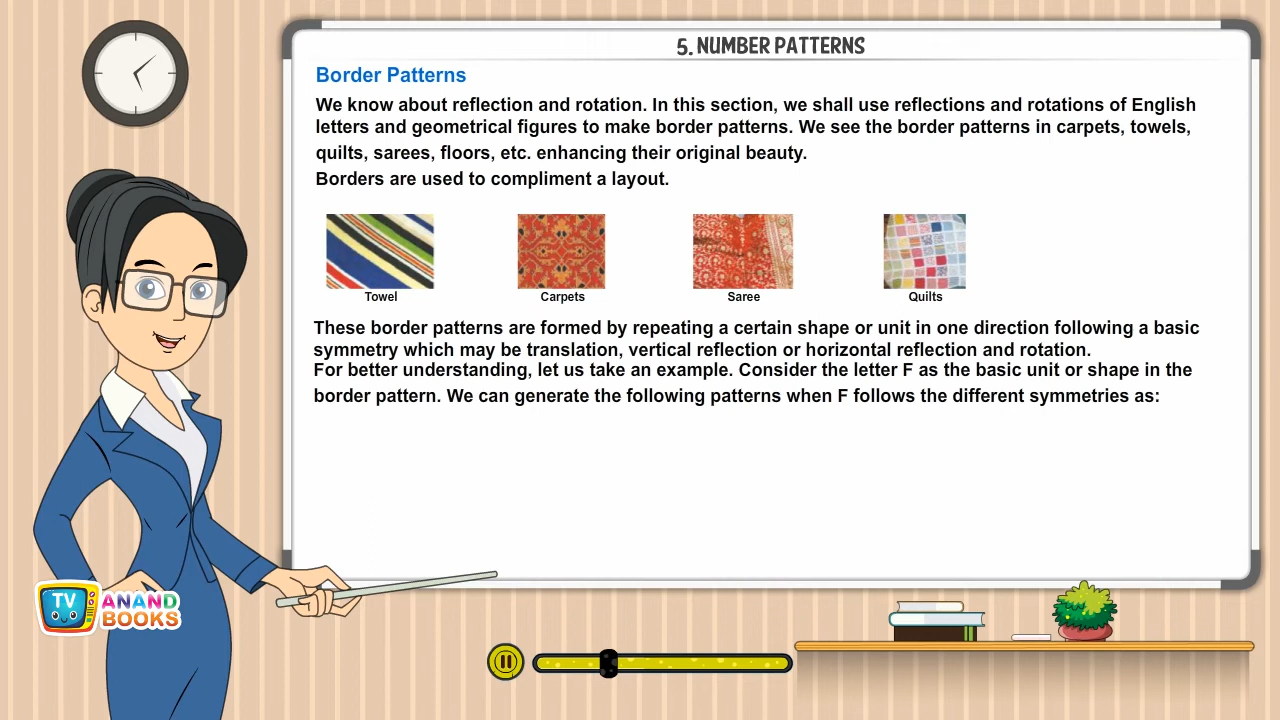 5. NUMBER PATTERNS
Border Patterns
We know about reflection and rotation. In this section, we shall use reflections and rotations of English
letters and geometrical figures to make border patterns. We see the border patterns in carpets, towels,
quilts, sarees, floors, etc. enhancing their original beauty.
Borders are used to compliment a layout.
Towel
Carpets
Saree
Quilts
These border patterns are formed by repeating a certain shape or unit in one direction following a basic
symmetry which may be translation, vertical reflection or horizontal reflection and rotation.
For better understanding, let us take an example. Consider the letter F as the basic unit or shape in the
border pattern. We can generate the following patterns when F follows the different symmetries as:
TV
ANAND
BOOKS